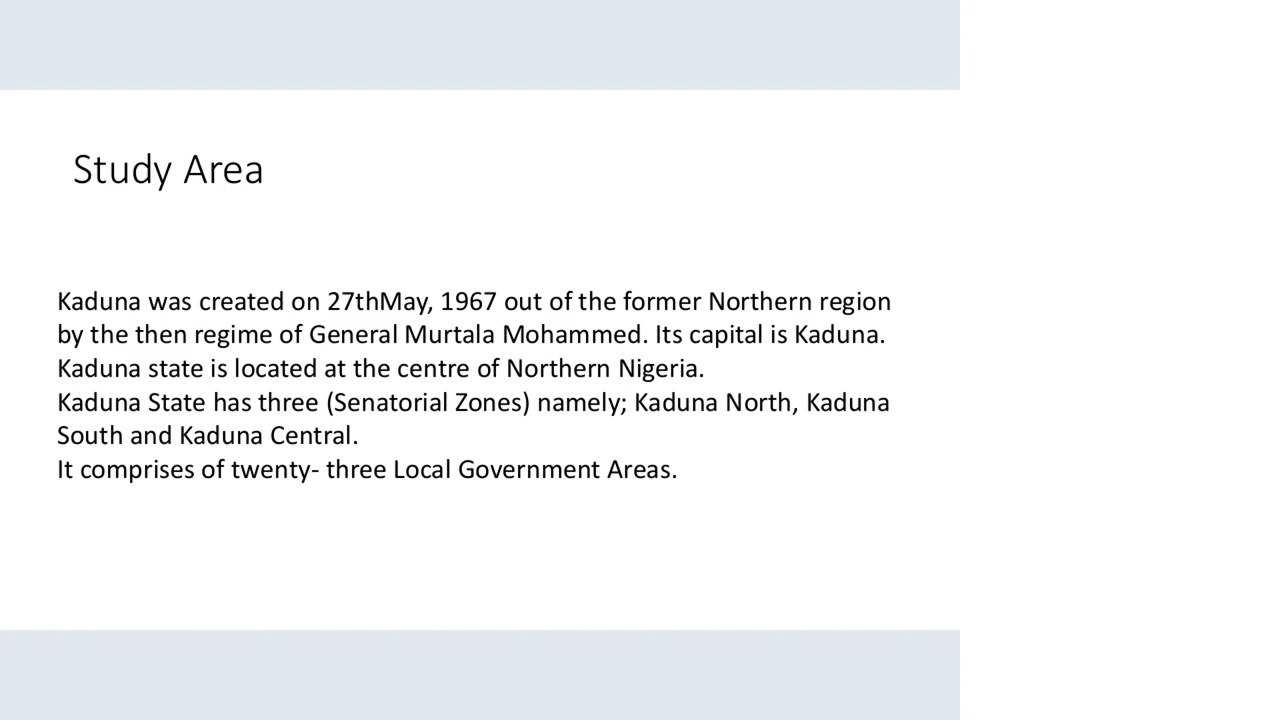 Study Area
Kaduna was created on 27thMay, 1967 out of the former Northern region
by the then regime of General Murtala Mohammed. Its capital is Kaduna.
Kaduna state is located at the centre of Northern Nigeria.
Kaduna State has three (Senatorial Zones) namely; Kaduna North, Kaduna
South and Kaduna Central.
It comprises of twenty- three Local Government Areas.